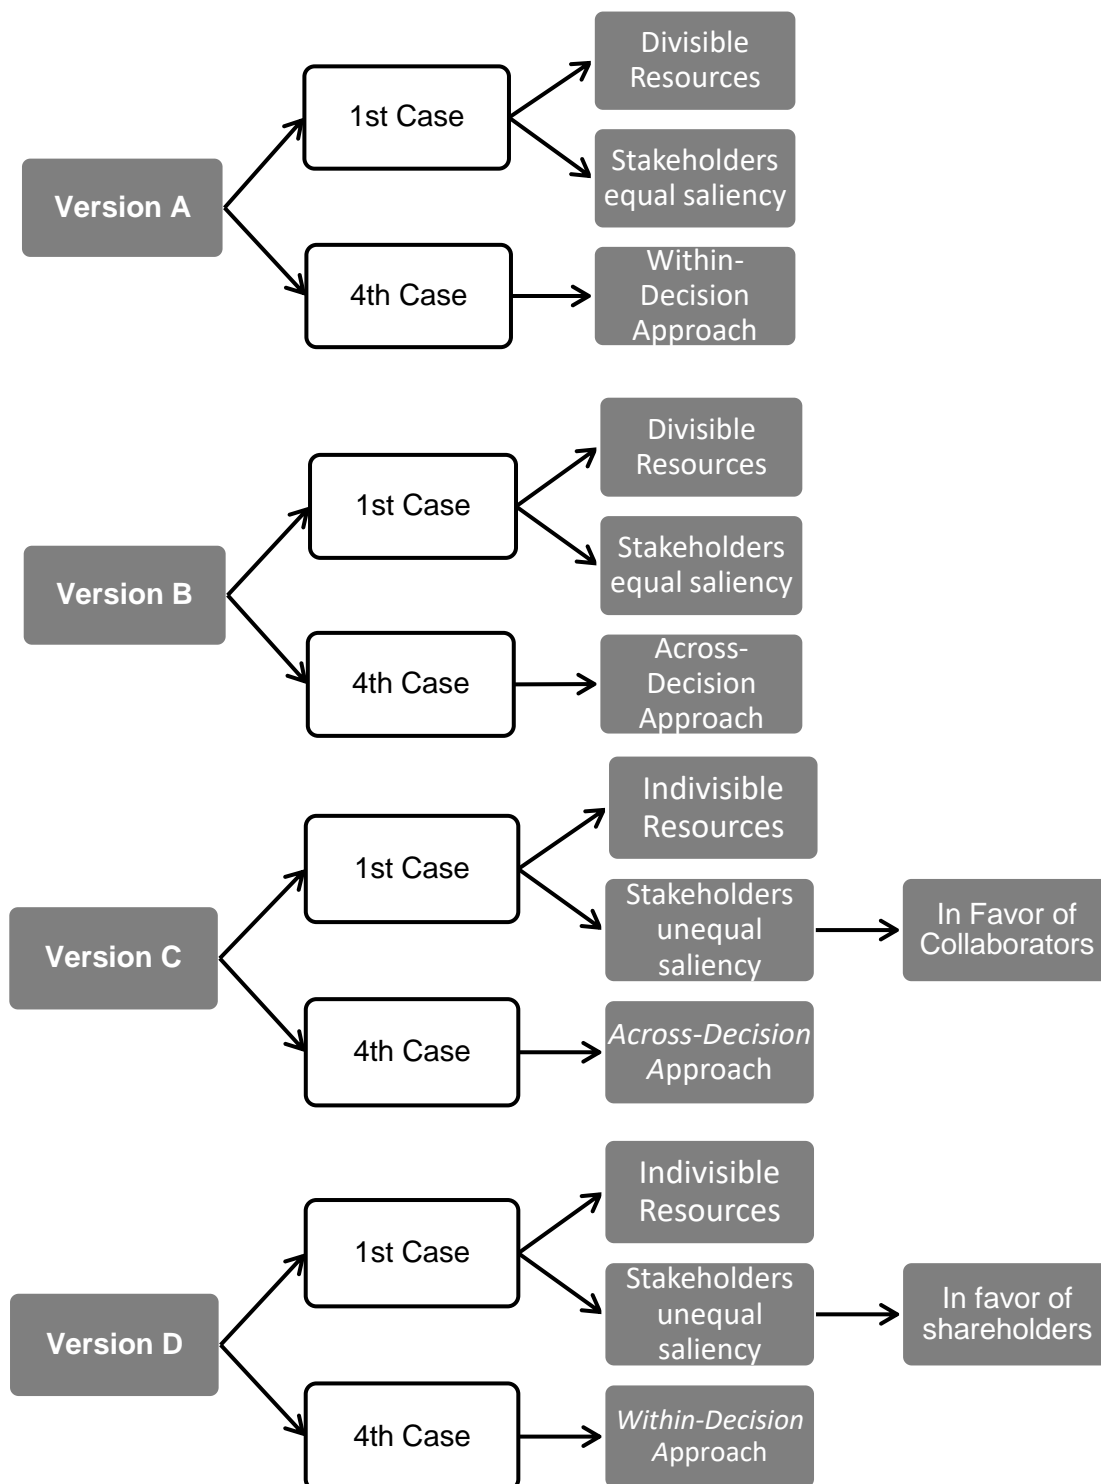 Divisible
Resources
1st Case
Stakeholders
equal saliency
Version A
Within-
Decision
Approach
4th Case
Divisible
Resources
1st Case
Stakeholders
equal saliency
Version B
Across-
Decision
Approach
4th Case
Indivisible
Resources
1st Case
Stakeholders
unequal
saliency
In Favor of
Collaborators
Version C
Across-Decision
Approach
4th Case
Indivisible
Resources
1st Case
Stakeholders
unequal
saliency
In favor of
shareholders
Version D
Within-Decision
Approach
4th Case